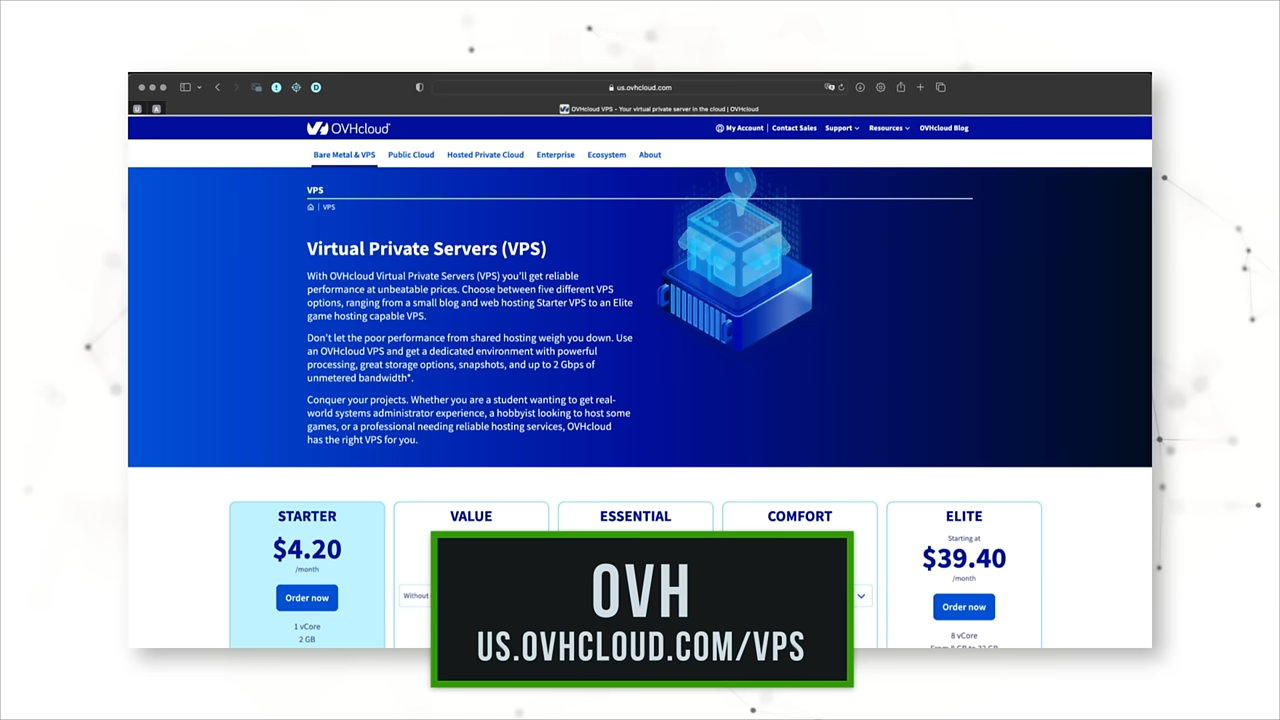 us.ovhcloud.com
OVHcloud VPS - Your virtual private server in the cloud | OVHcloud
OVHcloud
My Account | Contact Sales Support Resources OVHcloud Blog
Bare Metal & VPS Public Cloud Hosted Private Cloud Enterprise Ecosystem About
VPS
VPS
Virtual Private Servers (VPS)
With OVHcloud Virtual Private Servers (VPS) you'll get reliable
performance at unbeatable prices. Choose between five different VPS
options, ranging from a small blog and web hosting Starter VPS to an Elite
game hosting capable VPS.
Don't let the poor performance from shared hosting weigh you down. Use
an OVHcloud VPS and get a dedicated environment with powerful
processing, great storage options, snapshots, and up to 2 Gbps of
unmetered bandwidth*.
Conquer your projects. Whether you are a student wanting to get real-
world systems administrator experience, a hobbyist looking to host some
games, or a professional needing reliable hosting services, OVHcloud
has the right VPS for you.
STARTER
$4.20
/month
Order now
1 vCore
2 GB
VALUE
Without
ESSENTIAL
COMFORT
ELITE
Starting at
$39.40
/month
Order now
8 vCore
OVH
US.OVHCLOUD.COM/VPS